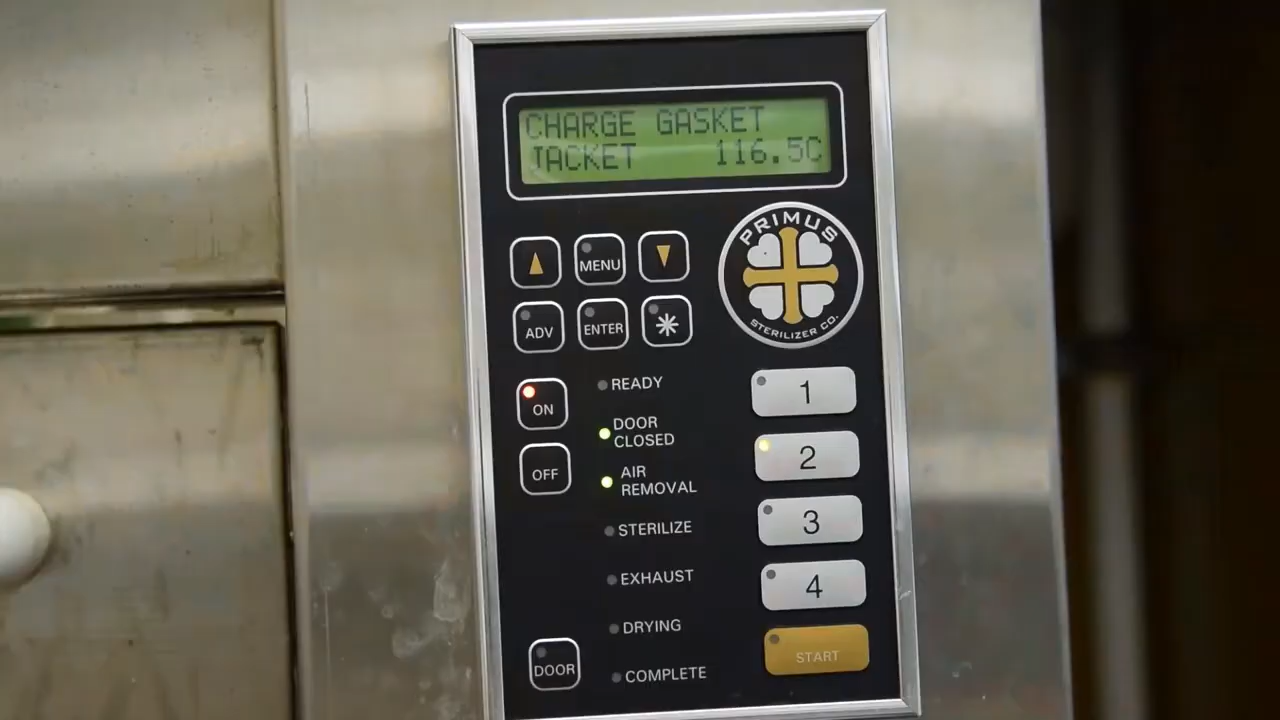 CHARGE GASKET
JACKET 116.5C
PRIMUS
STERILIZER CO.
MENU
ADV
ENTER
ON
OFF
READY
DOOR
CLOSED
AIR
REMOVAL
STERILIZE
EXHAUST
DRYING
COMPLETE
DOOR
1
2
3
4
START